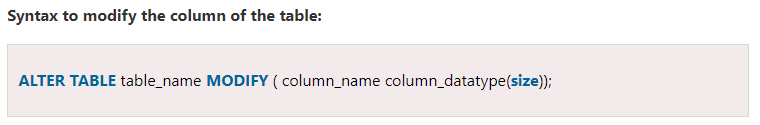 Syntax to modify the column of the table:
ALTER TABLE table_name MODIFY ( column_name column_datatype(size));